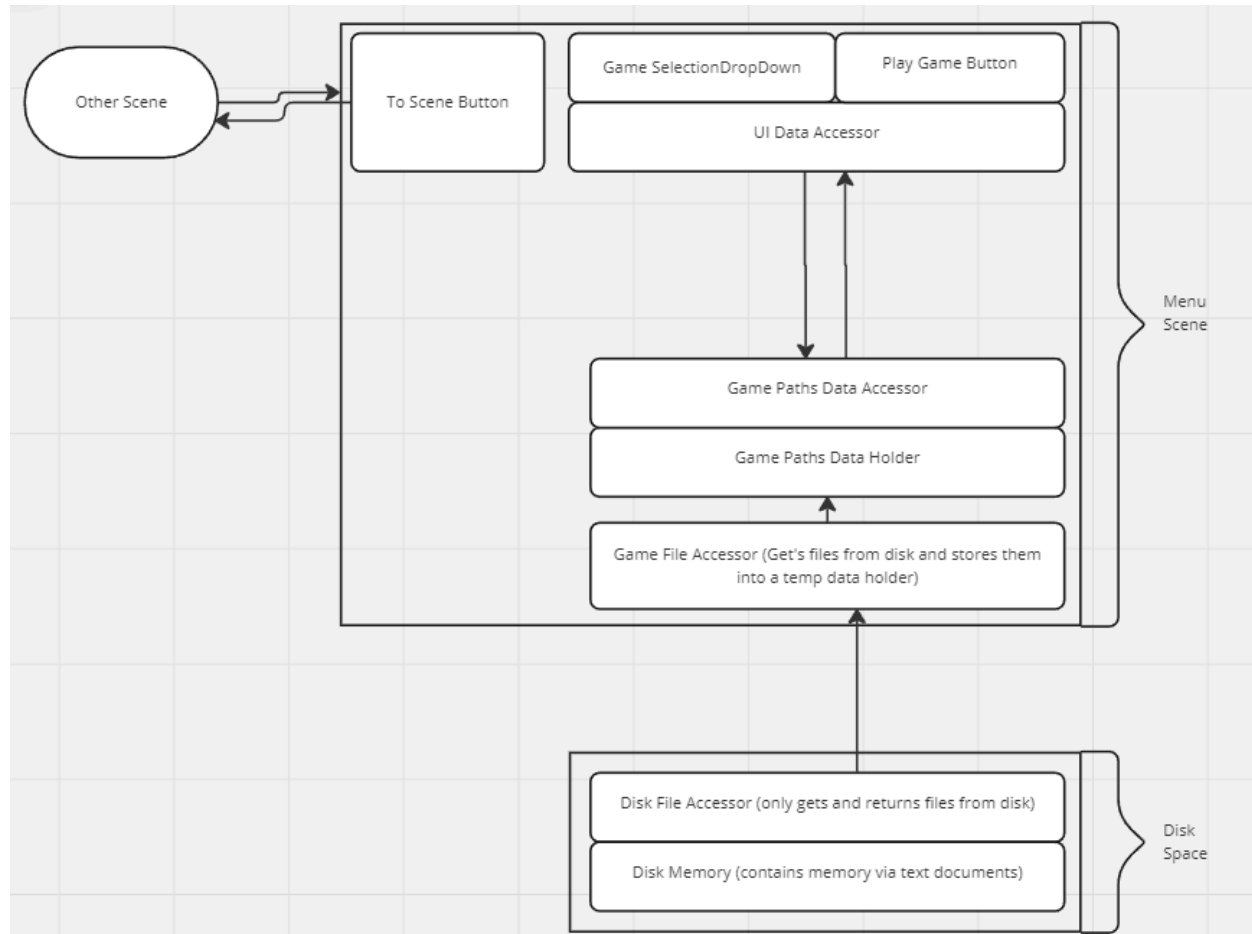 Other Scene
To Scene Button
Game SelectionDropDown
Play Game Button
UI Data Accessor
Menu
Scene
Game Paths Data Accessor
Game Paths Data Holder
Game File Accessor (Get's files from disk and stores them
into a temp data holder)
Disk File Accessor (only gets and returns files from disk)
Disk Memory (contains memory via text documents)
Disk
Space